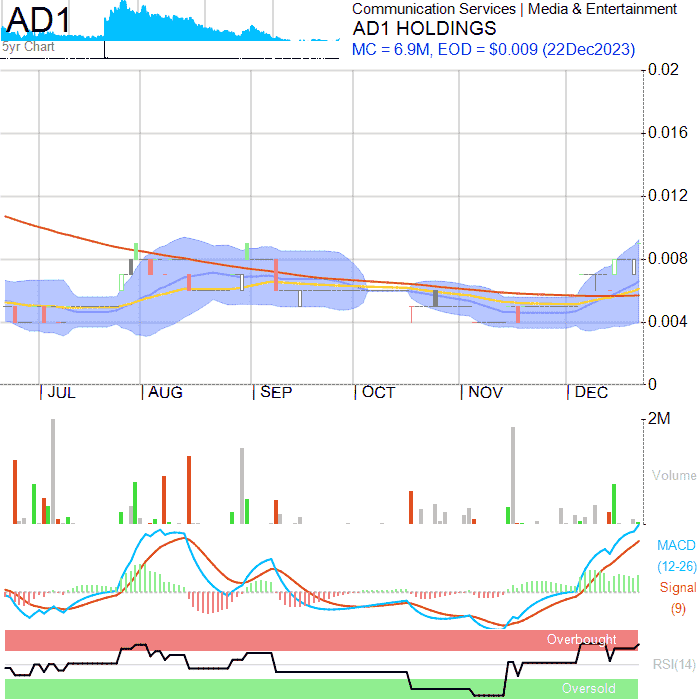 AD1
5yr Chart
Communication Services | Media & Entertainment
AD1 HOLDINGS
MC = 6.9M, EOD = $0.009 (22Dec2023)
0.02
0.016
0.012
0.008
0.004
0
JUL AUG SEP OCT NOV DEC
2M
Volume
MACD
(12-26)
Signal
(9)
Overbought
RSI(14)
Oversold